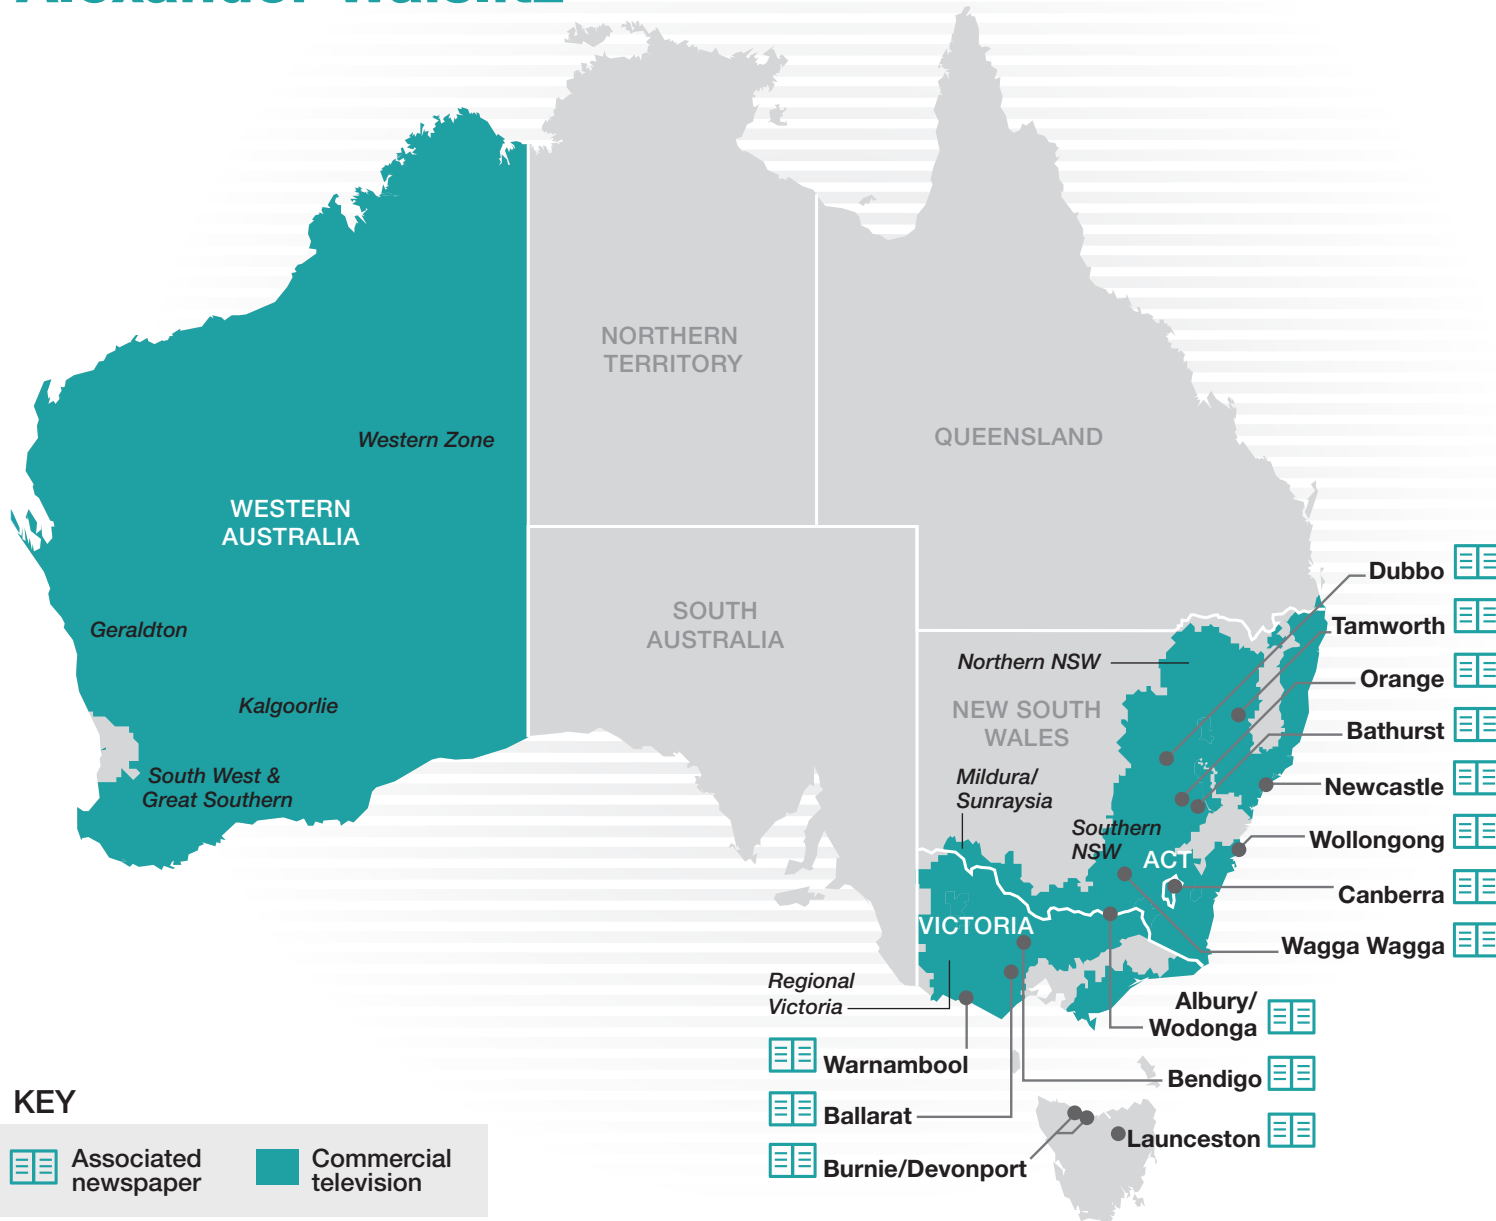 NORTHERN
TERRITORY
QUEENSLAND
Western Zone
WESTERN
AUSTRALIA
SOUTH
AUSTRALIA
Geraldton
Kalgoorlie
South West &
Great Southern
Northern NSW
NEW SOUTH
WALES
Mildura/
Sunraysia
Southern
NSW
ACT
VICTORIA
Regional
Victoria
Dubbo
Tamworth
Orange
Bathurst
Newcastle
Wollongong
Canberra
Wagga Wagga
Albury/
Wodonga
Bendigo
Launceston
Warnambool
Ballarat
Burnie/Devonport
KEY
Associated
newspaper
Commercial
television